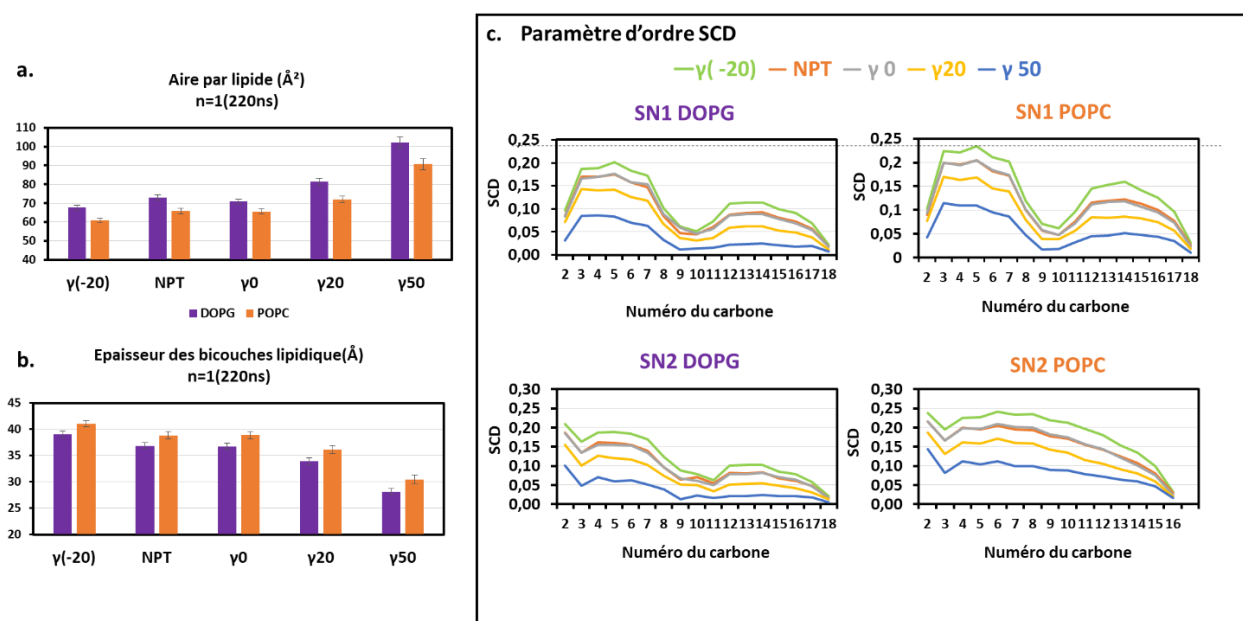 a.
Aire par lipide (Å²)
n=1(220ns)
110
100
90
80
70
60
50
40
γ(-20) NPT γ0 γ20 γ50
DOPG POPC
b.
Epaisseur des bicouches lipidique(Å)
n=1(220ns)
45
40
35
30
25
20
γ(-20) NPT γ0 γ20 γ50
c. Paramètre d'ordre SCD
γ( -20) NPT γ 0 γ20 γ 50
SN1 DOPG
0,25
0,20
0,15
0,10
0,05
0,00
SCD
2 3 4 5 6 7 8 9 10 11 12 13 14 15 16 17 18
Numéro du carbone
SN1 POPC
0,25
0,2
0,15
0,1
0,05
0
SCD
2 3 4 5 6 7 8 9 10 11 12 13 14 15 16 17 18
Numéro du carbone
SN2 DOPG
0,30
0,25
0,20
0,15
0,10
0,05
0,00
SCD
2 3 4 5 6 7 8 9 10 11 12 13 14 15 16 17 18
Numéro du carbone
SN2 POPC
0,30
0,25
0,20
0,15
0,10
0,05
0,00
SCD
2 3 4 5 6 7 8 9 10 11 12 13 14 15 16
Numéro du carbone